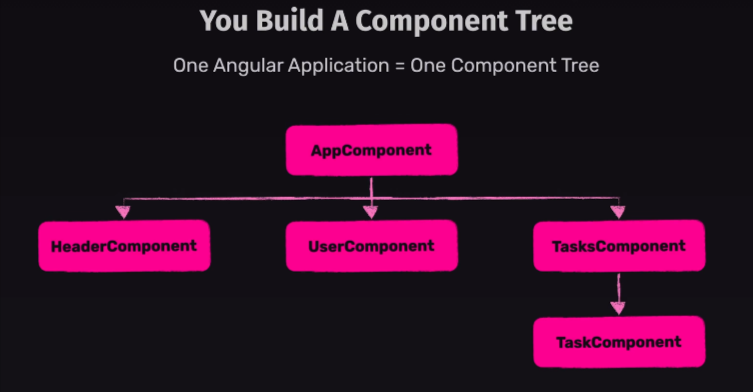 You Build A Component Tree
One Angular Application = One Component Tree
AppComponent
HeaderComponent
UserComponent
TasksComponent
TaskComponent